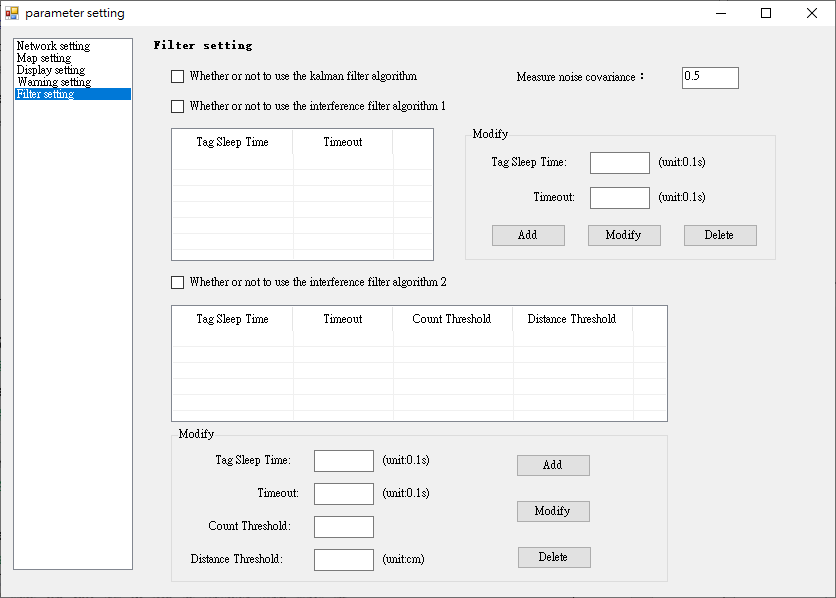 parameter setting
Network setting
Map setting
Display setting
Warning setting
Filter setting
Filter setting
Whether or not to use the kalman filter algorithm
Measure noise covariance：
0.5
Whether or not to use the interference filter algorithm 1
Tag Sleep Time Timeout
Modify
Tag Sleep Time: (unit:0.1s)
Timeout: (unit:0.1s)
Add Modify Delete
Whether or not to use the interference filter algorithm 2
Tag Sleep Time Timeout Count Threshold Distance Threshold
Modify
Tag Sleep Time: (unit:0.1s)
Timeout: (unit:0.1s)
Count Threshold:
Distance Threshold: (unit:cm)
Add
Modify
Delete